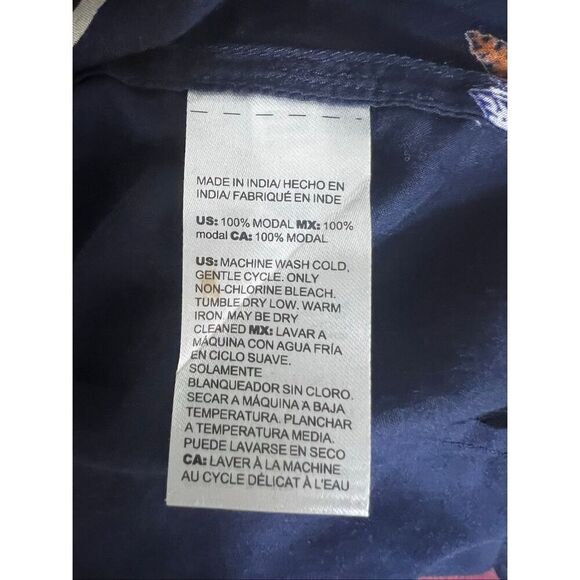 MADE IN INDIA/ HECHO EN
INDIA/ FABRIQUÉ EN INDE
US: 100% MODAL MX: 100%
modal CA: 100% MODAL
US: MACHINE WASH COLD,
GENTLE CYCLE. ONLY
NON-CHLORINE BLEACH.
TUMBLE DRY LOW. WARM
IRON. MAY BE DRY
CLEANED MX: LAVAR A
MÁQUINA CON AGUA FRÍA
EN CICLO SUAVE.
SOLAMENTE
BLANQUEADOR SIN CLORO.
SECAR A MÁQUINA A BAJA
TEMPERATURA. PLANCHAR
A TEMPERATURA MEDIA.
PUEDE LAVARSE EN SECO
CA: LAVER À LA MACHINE
AU CYCLE DÉLICAT À L'EAU